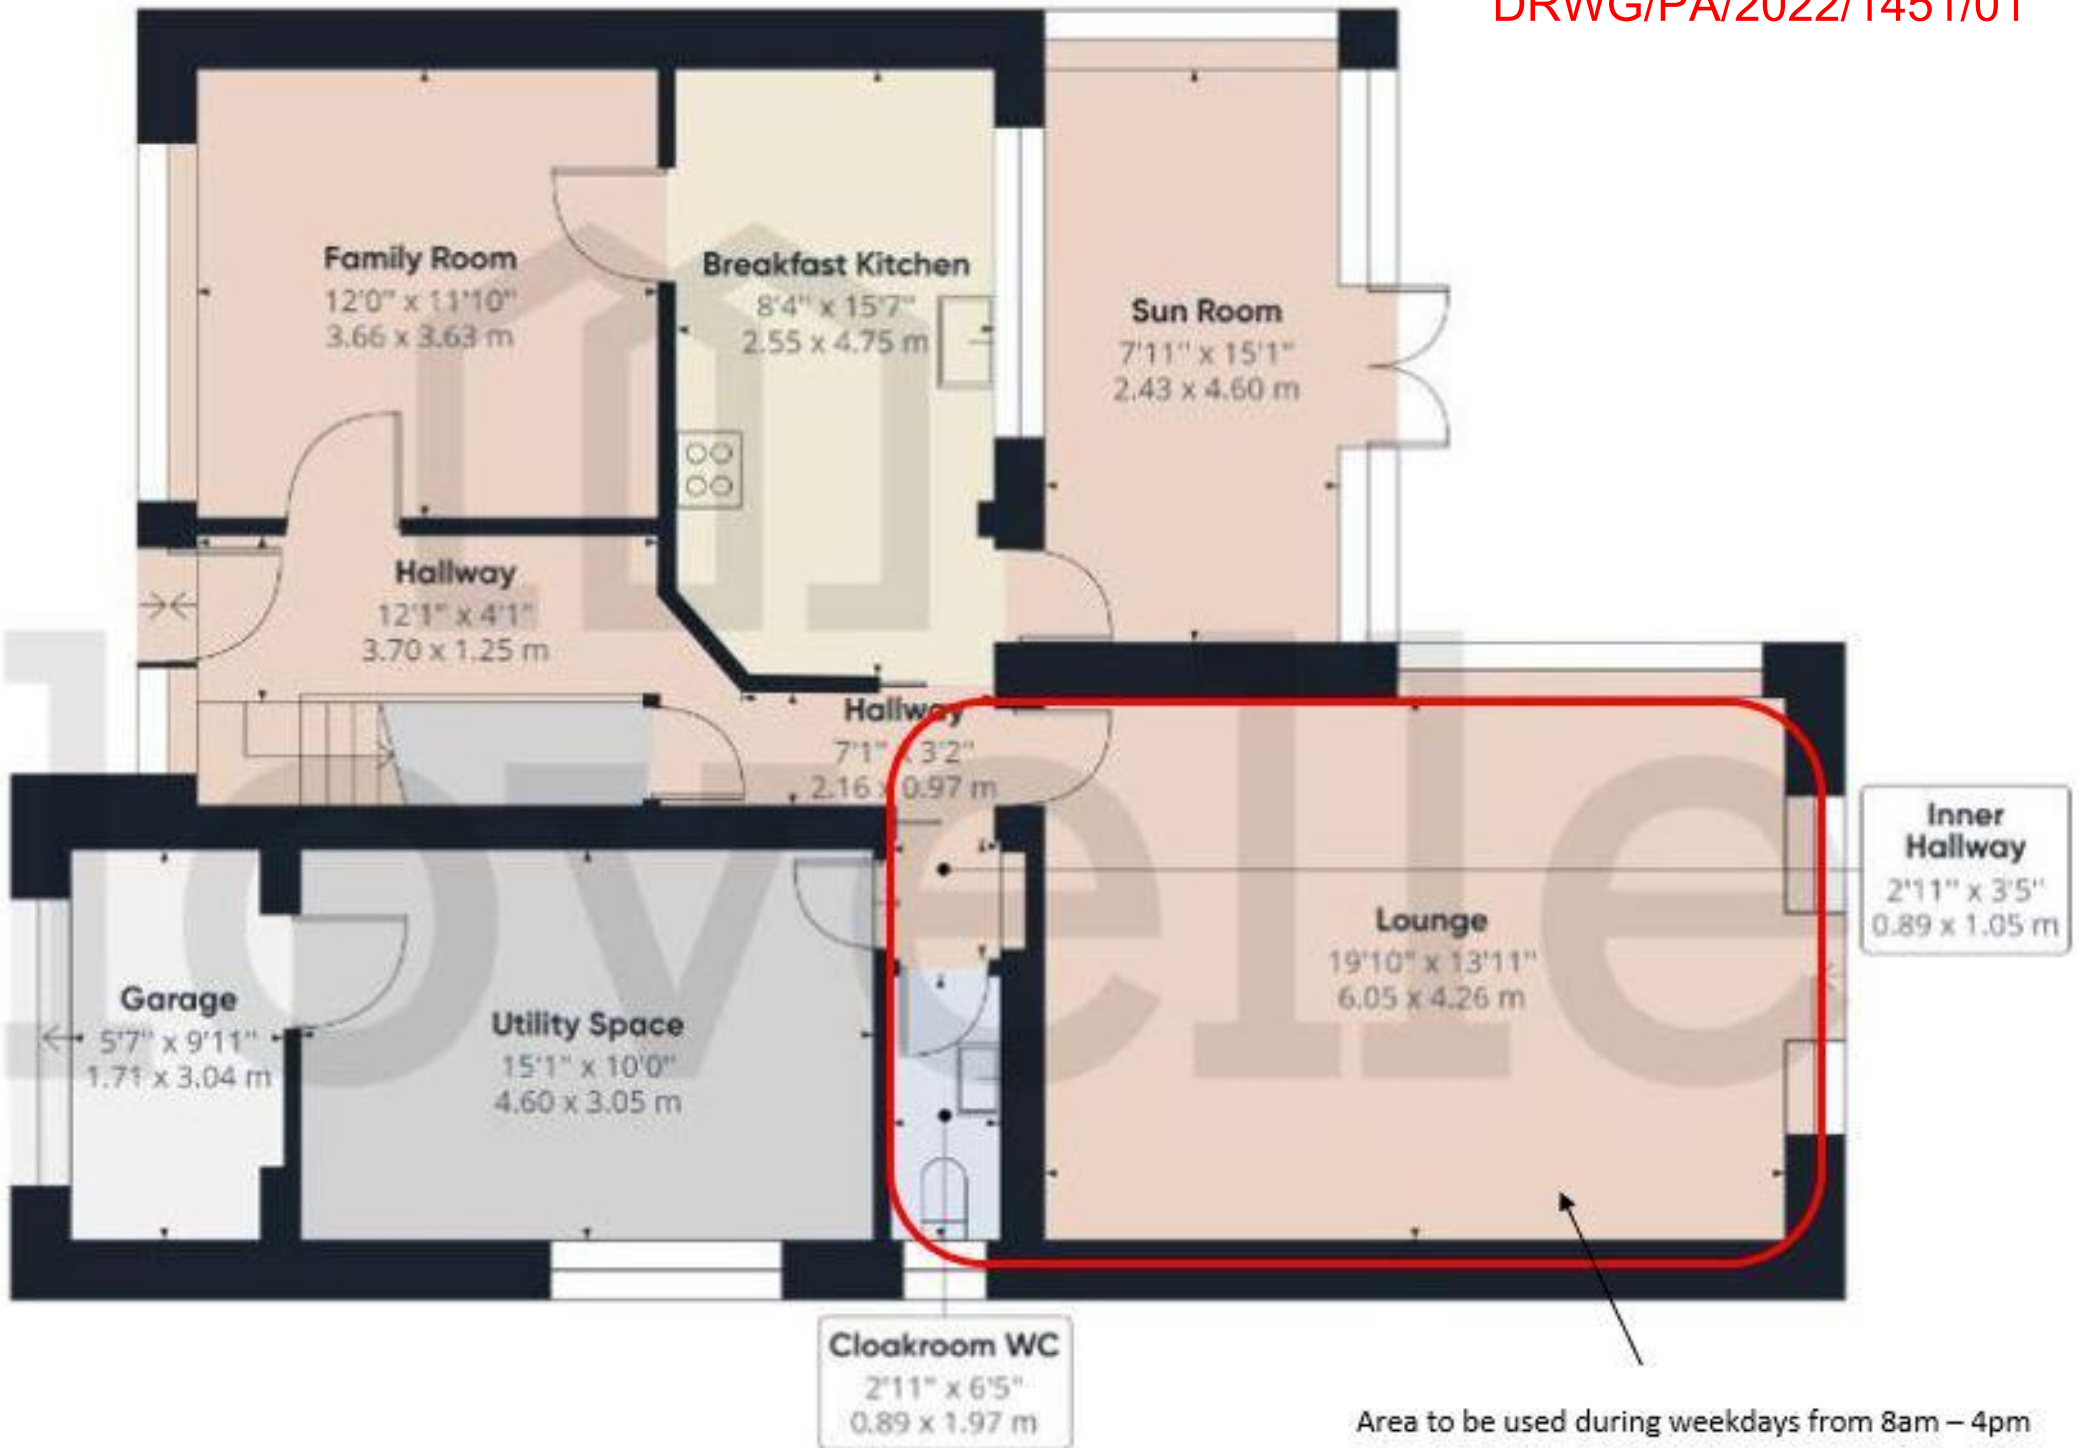 DRWG/PA/2022/1451/01
Family Room
12'0" x 11'10"
3.66 x 3.63 m
Breakfast Kitchen
8'4" x 15'7"
2.55 x 4.75 m
Sun Room
7'11" x 15'1"
2.43 x 4.60 m
Hallway
12'1" x 4'1"
3.70 x 1.25 m
Hallway
7'1" x 3'2"
2.16 x 0.97 m
Inner
Hallway
2'11" x 3'5"
0.89 x 1.05 m
Lounge
19'10" x 13'11"
6.05 x 4.26 m
Garage
5'7" x 9'11"
1.71 x 3.04 m
Utility Space
15'1" x 10'0"
4.60 x 3.05 m
lovelle
Cloakroom WC
2'11" x 6'5"
0.89 x 1.97 m
Area to be used during weekdays from 8am – 4pm